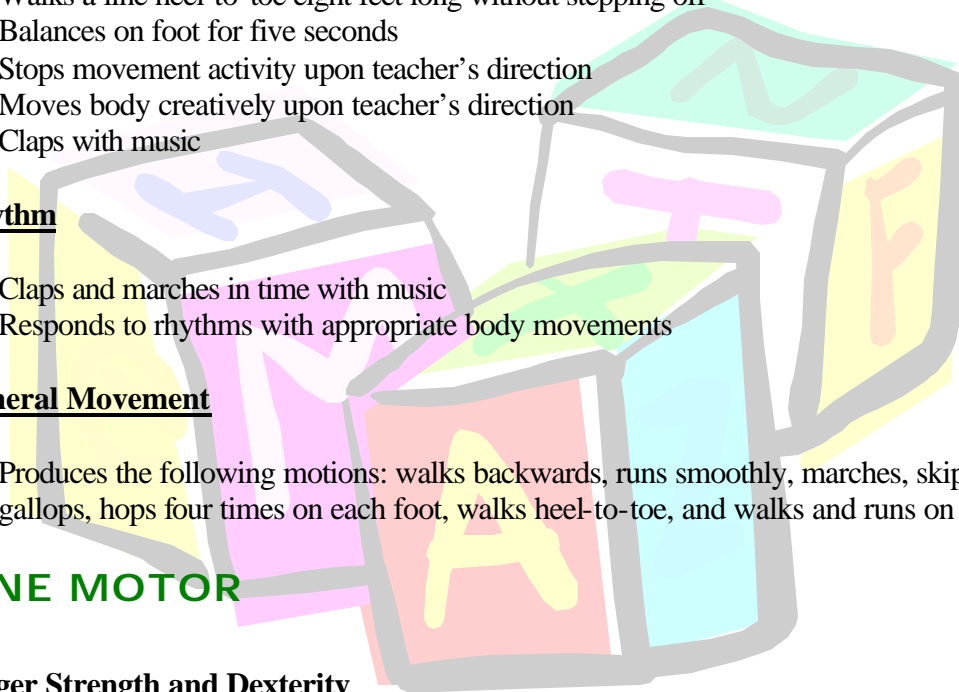 Walks a line heel-to-toe eight feet long without stepping off
Balances on foot for five seconds
Stops movement activity upon teacher's direction
Moves body creatively upon teacher's direction
Claps with music
ythm
Claps and marches in time with music
Responds to rhythms with appropriate body movements
neral Movement
Produces the following motions: walks backwards, runs smoothly, marches, skip
gallops, hops four times on each foot, walks heel-to-toe, and walks and runs on
NE MOTOR
ger Strength and Dexterity
H
N
T
F
M
X
A
Z